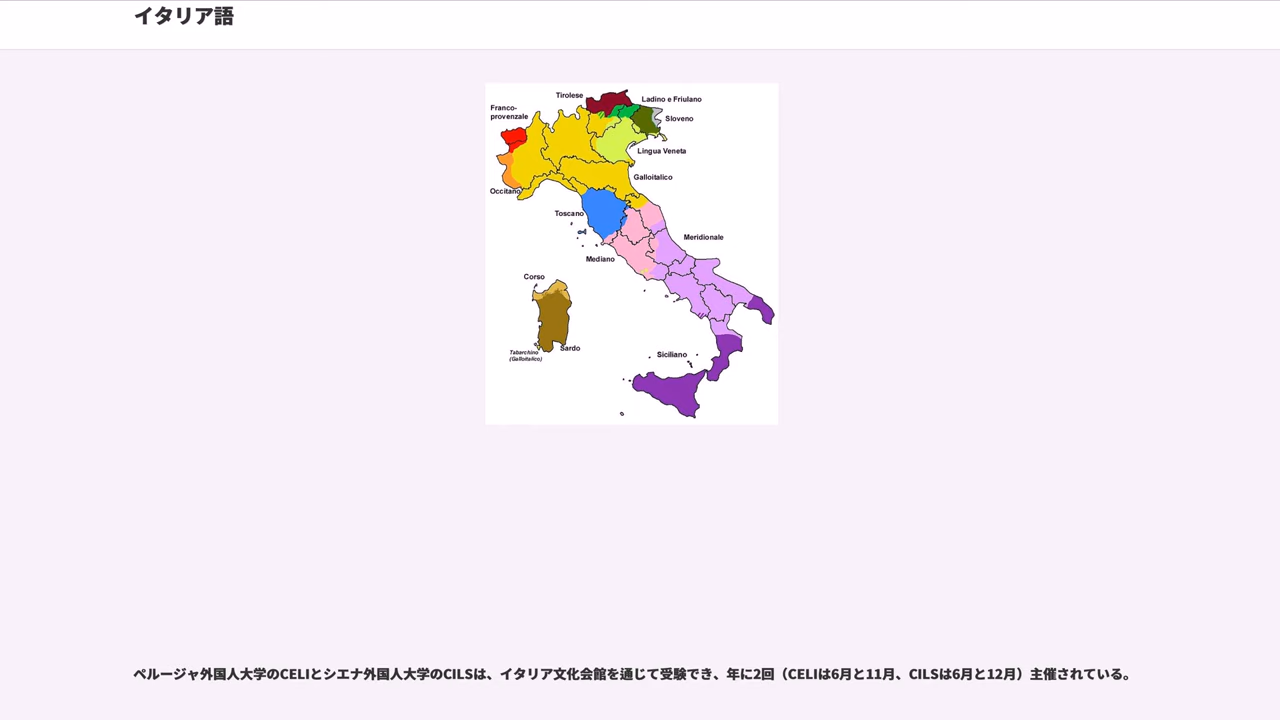 イタリア語
Tirolese
Ladino e Friulano
Franco-
provenzale
Sloveno
Lingua Veneta
Galloitalico
Occitano
Toscano
Meridionale
Mediano
Corso
Sardo
Tabarchino
(Galloitalico)
Siciliano
ペルージャ外国人大学のCELIとシエナ外国人大学のCILSは、イタリア文化会館を通じて受験でき、年に2回（CELIは6月と11月、CILSは6月と12月）主催されている。